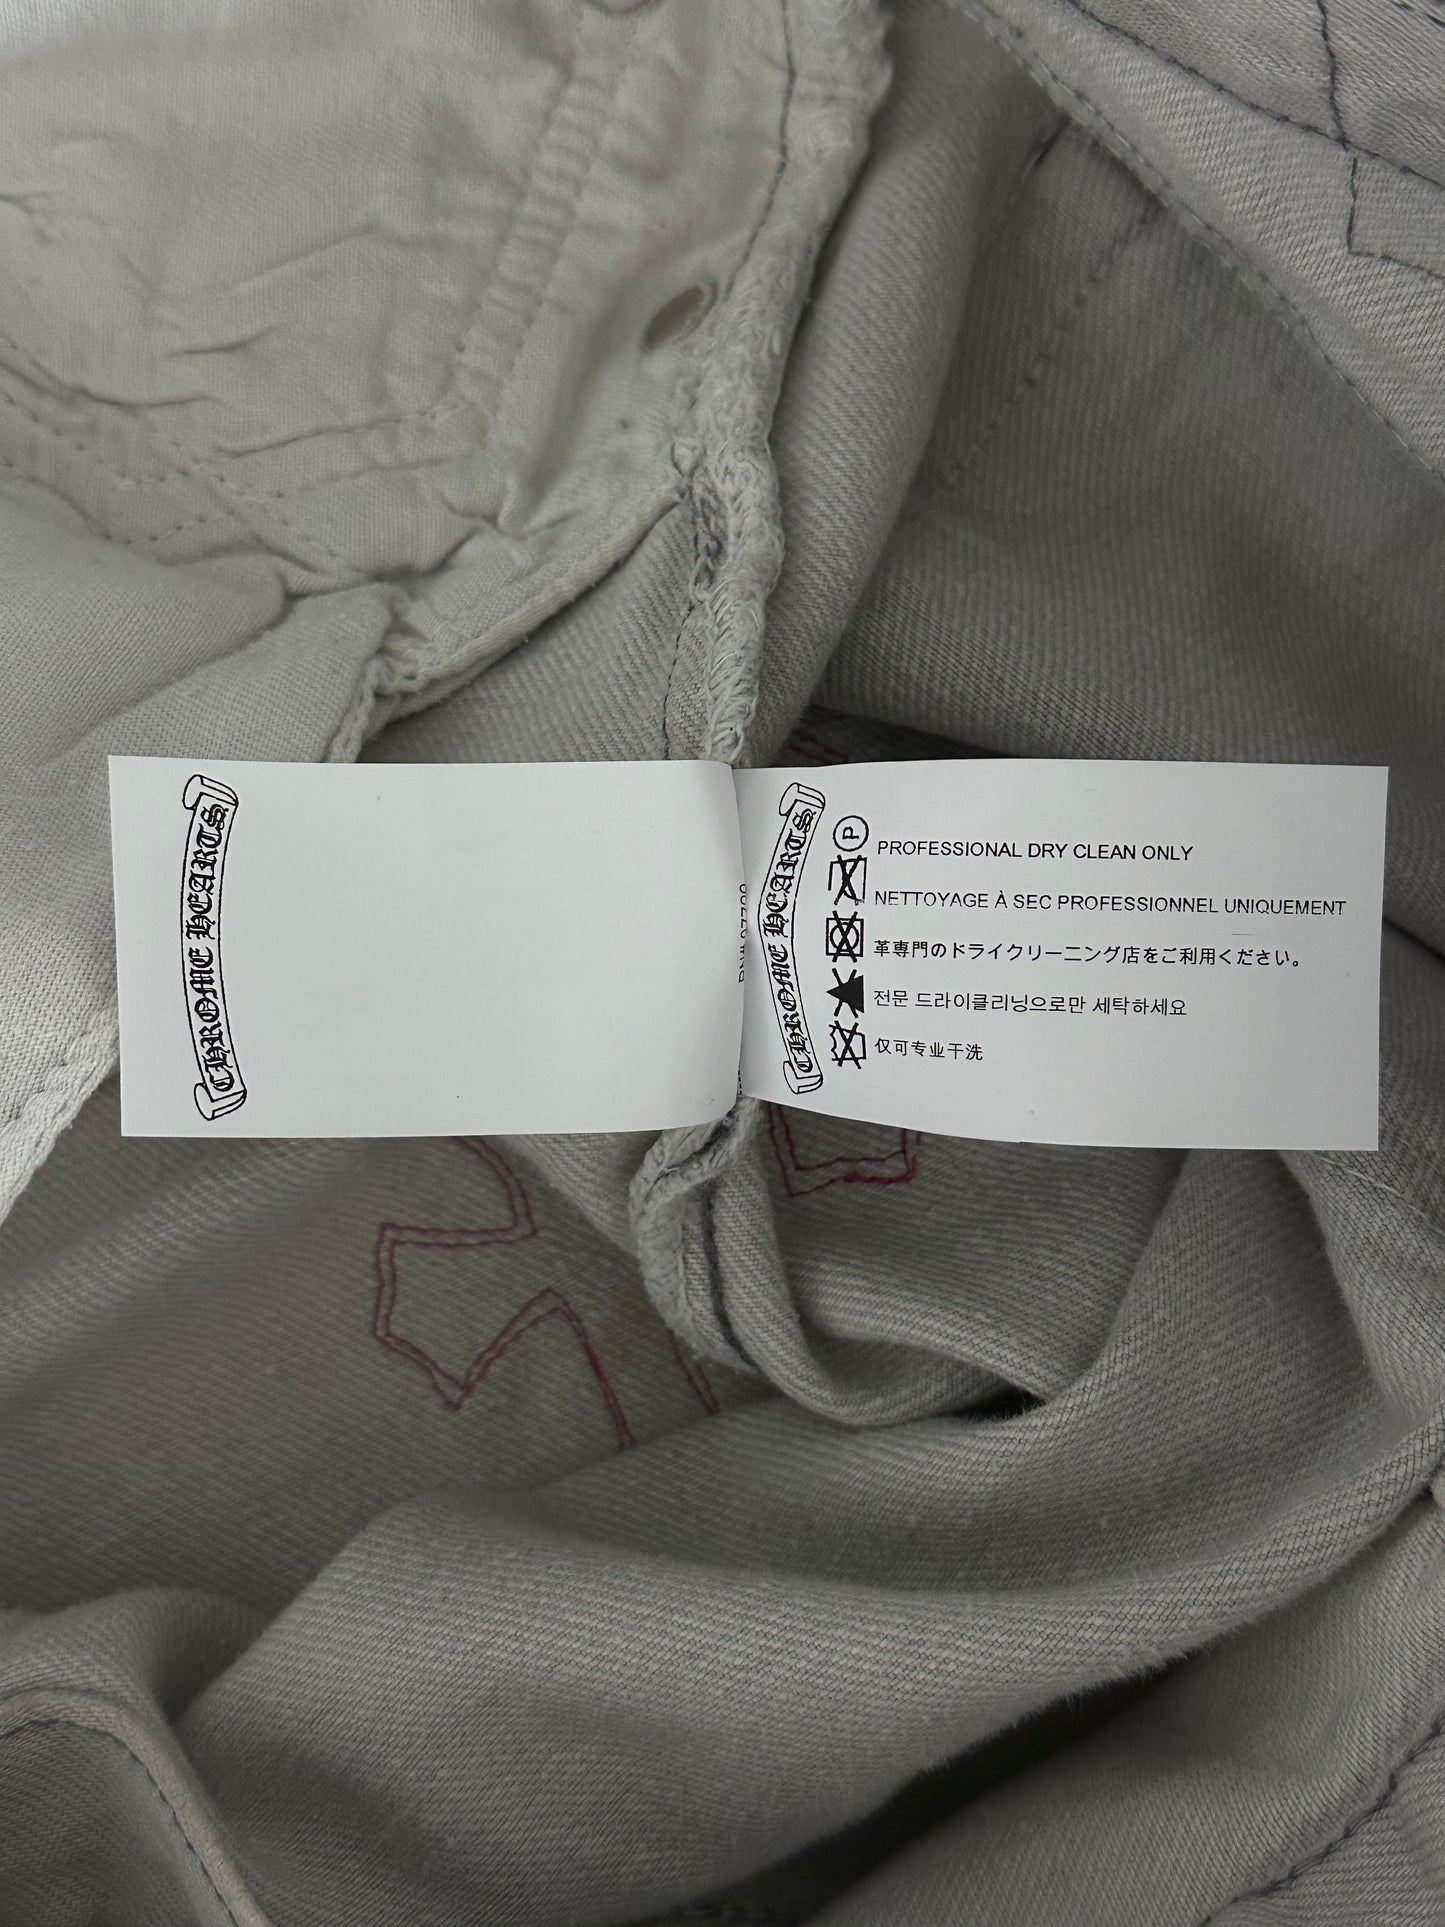 CHROME HEARTS
CHROME HEARTS
P
PROFESSIONAL DRY CLEAN ONLY
NETTOYAGE À SEC PROFESSIONNEL UNIQUEMENT
革専門のドライクリーニング店をご利用ください。
전문 드라이클리닝으로만 세탁하세요
仅可专业干洗